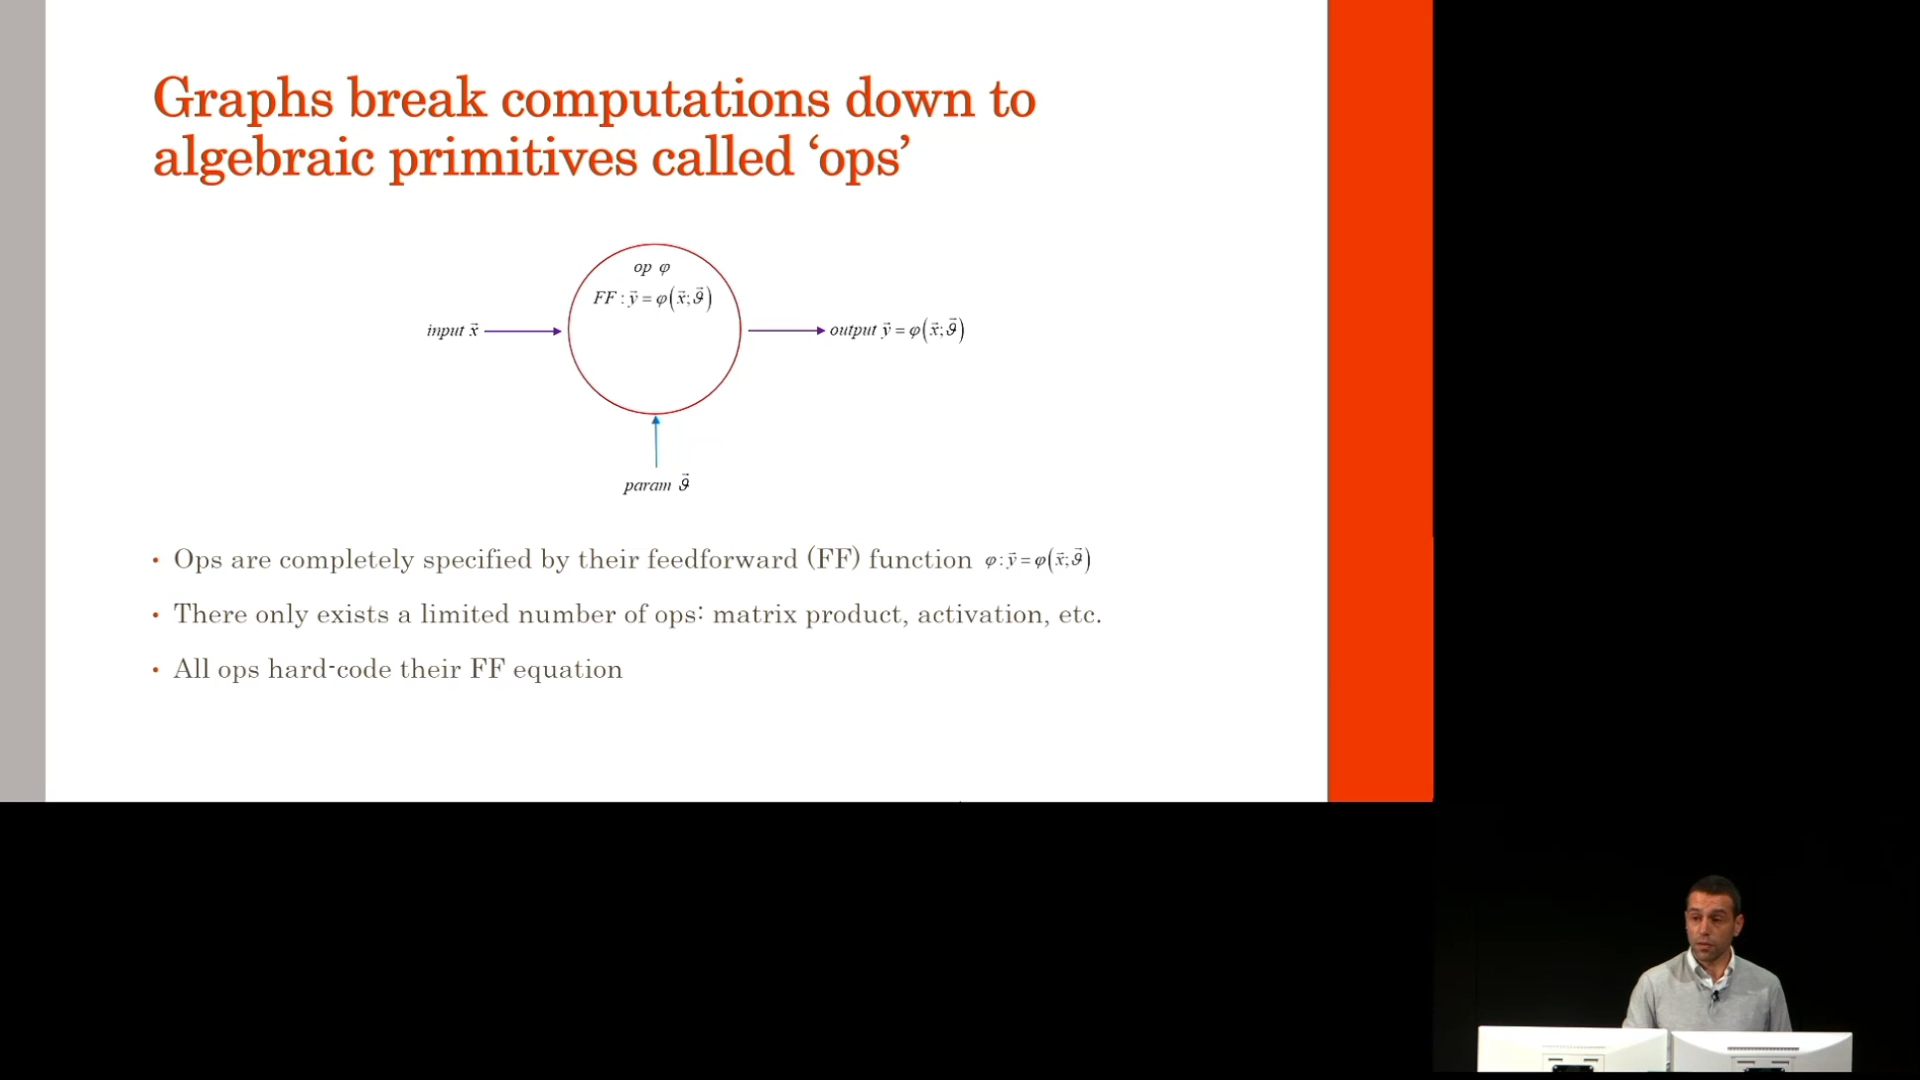 Graphs break computations down to
algebraic primitives called ‘ops’
op φ
FF : y⃗ = φ(x⃗; ϑ⃗)
input x⃗
output y⃗ = φ(x⃗; ϑ⃗)
param ϑ⃗
• Ops are completely specified by their feedforward (FF) function φ : y⃗ = φ(x⃗; ϑ⃗)
• There only exists a limited number of ops: matrix product, activation, etc.
• All ops hard-code their FF equation